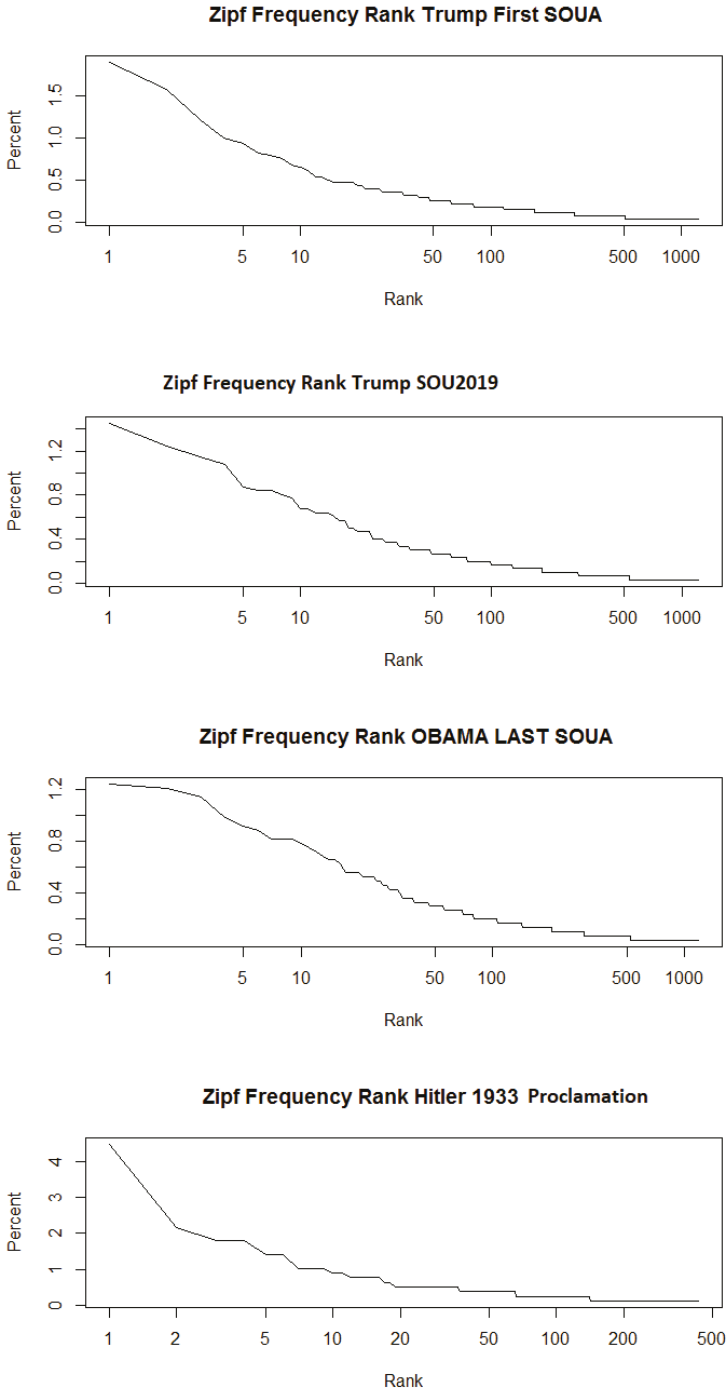 Zipf Frequency Rank Trump First SOUA
Percent
0.0 0.5 1.0 1.5
1 5 10 50 100 500 1000
Rank
Zipf Frequency Rank Trump SOU2019
Percent
0.0 0.4 0.8 1.2
1 5 10 50 100 500 1000
Rank
Zipf Frequency Rank OBAMA LAST SOUA
Percent
0.0 0.4 0.8 1.2
1 5 10 50 100 500 1000
Rank
Zipf Frequency Rank Hitler 1933 Proclamation
Percent
0 1 2 3 4
1 2 5 10 20 50 100 200 500
Rank